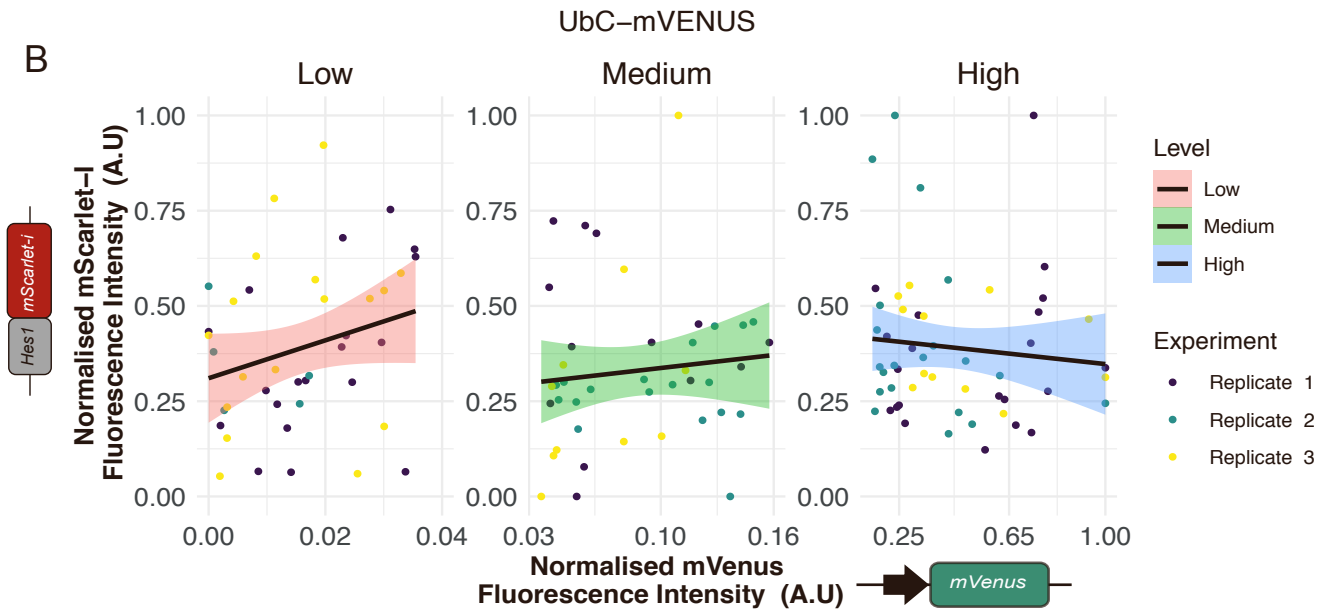 UbC−mVENUS
B
Low
Medium
High
Normalised mScarlet−I
Fluorescence Intensity (A.U)
mScarlet-i
Hes1
1.00
0.75
0.50
0.25
0.00
0.00
0.02
0.04
1.00
0.75
0.50
0.25
0.00
0.03
0.10
0.16
1.00
0.75
0.50
0.25
0.00
0.25
0.65
1.00
Normalised mVenus
Fluorescence Intensity (A.U)
mVenus
Level
Low
Medium
High
Experiment
Replicate 1
Replicate 2
Replicate 3